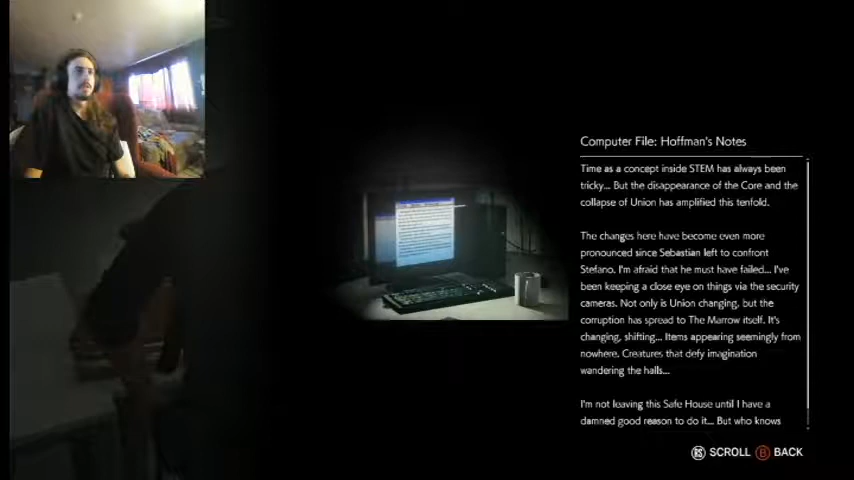 Computer File: Hoffman's Notes
Time as a concept inside STEM has always been
tricky... But the disappearance of the Core and the
collapse of Union has amplified this tenfold.
The changes here have become even more
pronounced since Sebastian left to confront
Stefano. I'm afraid that he must have failed... I've
been keeping a close eye on things via the security
cameras. Not only is Union changing, but the
corruption has spread to The Marrow itself. It's
changing, shifting... Items appearing seemingly from
nowhere. Creatures that defy imagination
wandering the halls...
I'm not leaving this Safe House until I have a
damned good reason to do it... But who knows
RS SCROLL B BACK